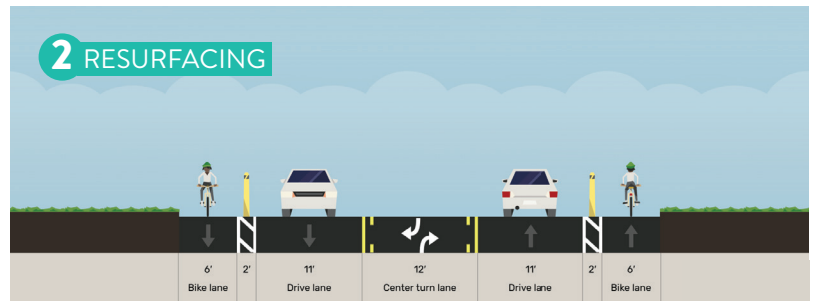 2 RESURFACING
6' 2' 11' 12' 11' 2' 6'
Bike lane Drive lane Center turn lane Drive lane Bike lane